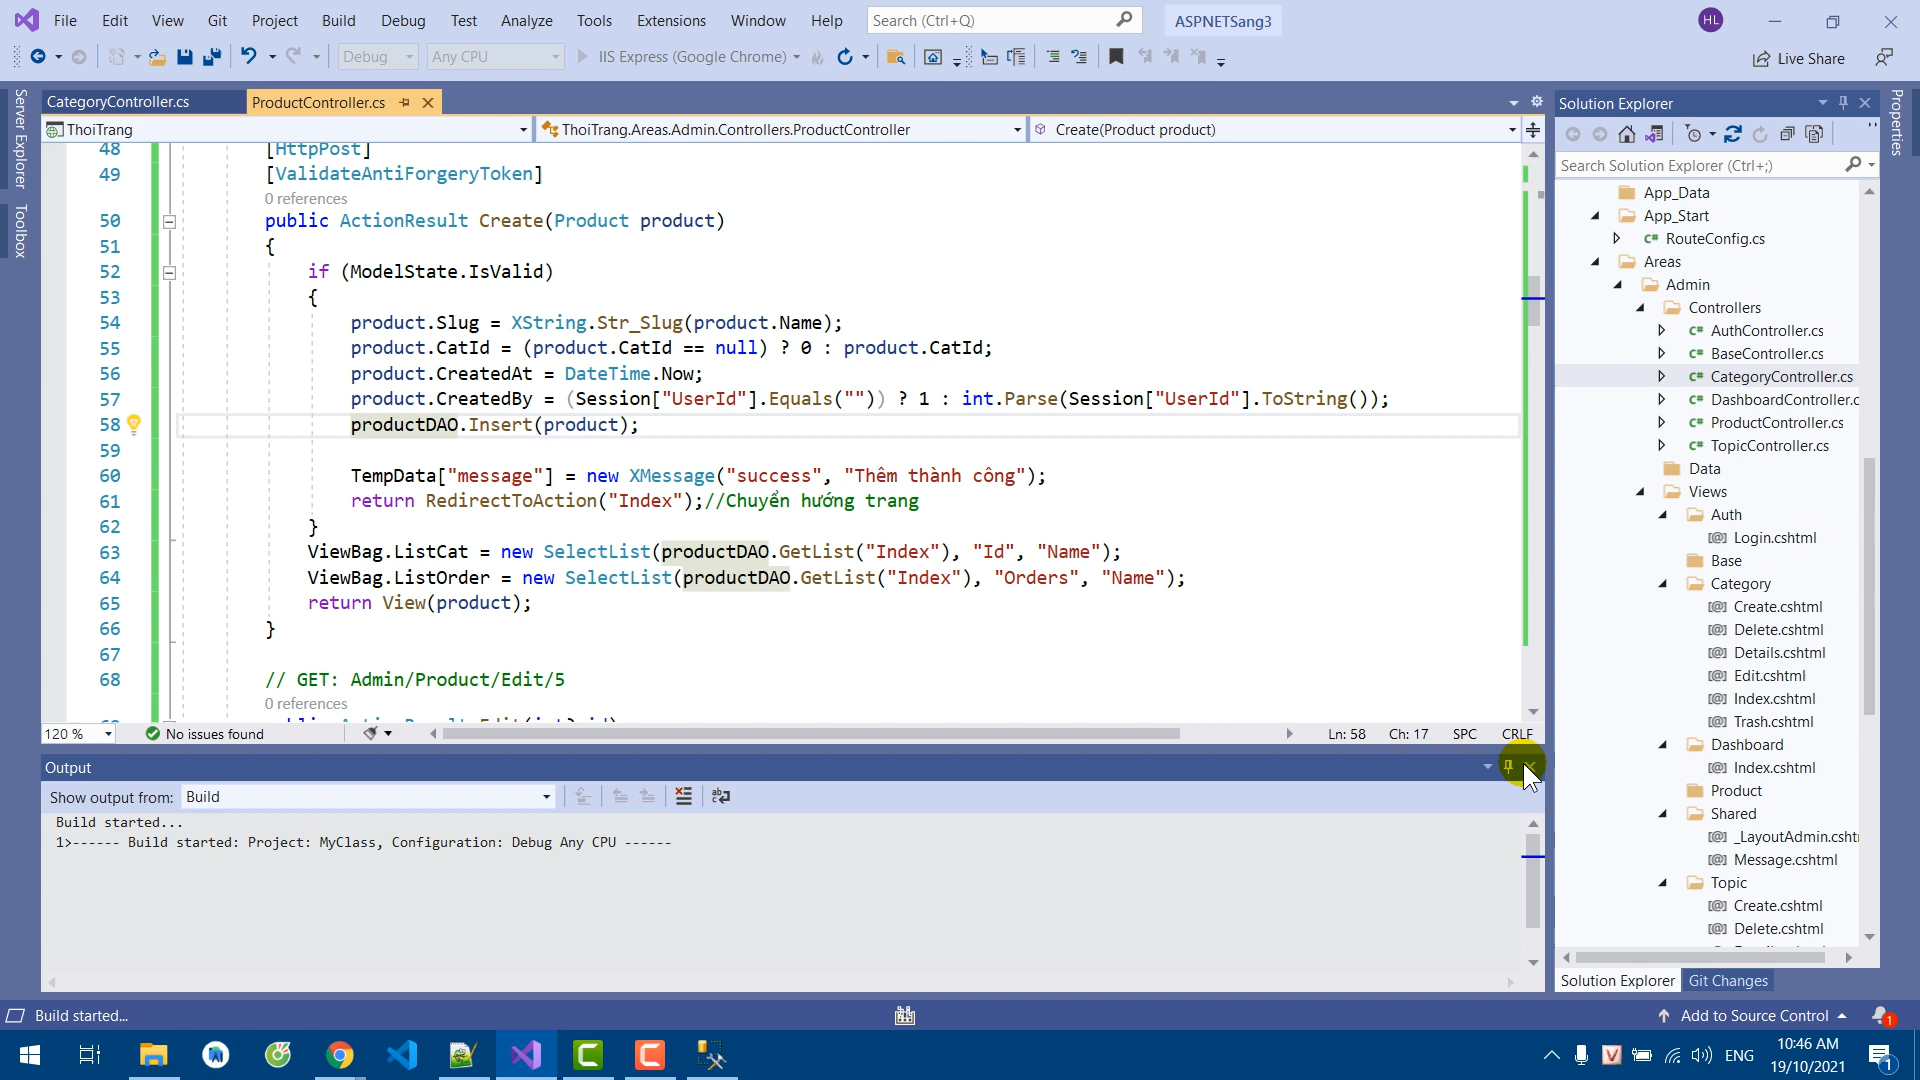 File Edit View Git Project Build Debug Test Analyze Tools Extensions Window Help Search (Ctrl+Q) ASPNETSang3 HL
Debug Any CPU IIS Express (Google Chrome) Live Share
Server Explorer
Toolbox
CategoryController.cs ProductController.cs
ThoiTrang ThoiTrang.Areas.Admin.Controllers.ProductController Create(Product product)
48 [HttpPost]
49 [ValidateAntiForgeryToken]
0 references
50 public ActionResult Create(Product product)
51 {
52 if (ModelState.IsValid)
53 {
54 product.Slug = XString.Str_Slug(product.Name);
55 product.CatId = (product.CatId == null) ? 0 : product.CatId;
56 product.CreatedAt = DateTime.Now;
57 product.CreatedBy = (Session["UserId"].Equals("")) ? 1 : int.Parse(Session["UserId"].ToString());
58 productDAO.Insert(product);
59
60 TempData["message"] = new XMessage("success", "Thêm thành công");
61 return RedirectToAction("Index");//Chuyển hướng trang
62 }
63 ViewBag.ListCat = new SelectList(productDAO.GetList("Index"), "Id", "Name");
64 ViewBag.ListOrder = new SelectList(productDAO.GetList("Index"), "Orders", "Name");
65 return View(product);
66 }
67
68 // GET: Admin/Product/Edit/5
0 references
120 % No issues found Ln: 58 Ch: 17 SPC CRLF
Output
Show output from: Build
Build started...
1>------ Build started: Project: MyClass, Configuration: Debug Any CPU ------
Solution Explorer
Search Solution Explorer (Ctrl+;)
App_Data
App_Start
C# RouteConfig.cs
Areas
Admin
Controllers
C# AuthController.cs
C# BaseController.cs
C# CategoryController.cs
C# DashboardController.c
C# ProductController.cs
C# TopicController.cs
Data
Views
Auth
[@] Login.cshtml
Base
Category
[@] Create.cshtml
[@] Delete.cshtml
[@] Details.cshtml
[@] Edit.cshtml
[@] Index.cshtml
[@] Trash.cshtml
Dashboard
[@] Index.cshtml
Product
Shared
[@] _LayoutAdmin.csht
[@] Message.cshtml
Topic
[@] Create.cshtml
[@] Delete.cshtml
Solution Explorer Git Changes
Properties
Build started... Add to Source Control 1
ENG 10:46 AM
19/10/2021 1